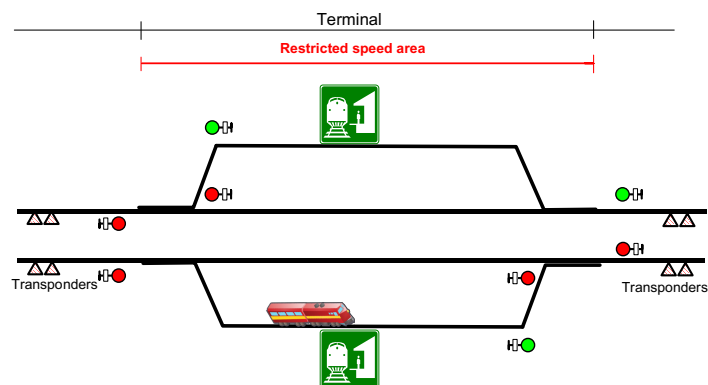 Terminal
Restricted speed area
Transponders
Transponders